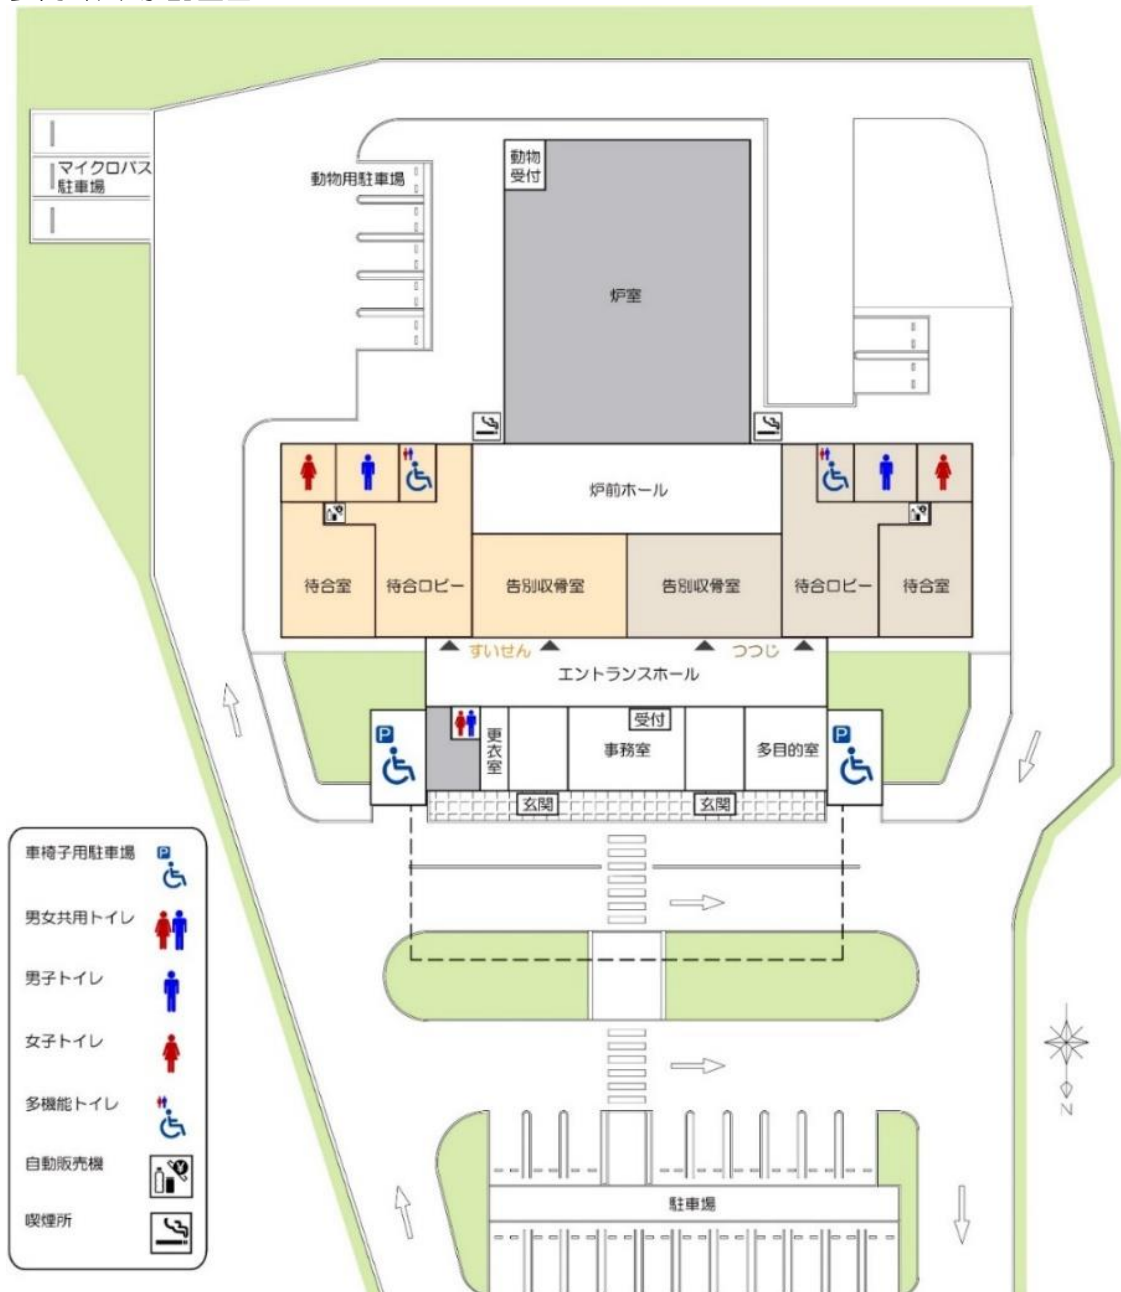 動物
受付
マイクロバス
駐車場
動物用駐車場
炉室
炉前ホール
待合室
待合ロビー
告別収骨室
告別収骨室
待合ロビー
待合室
すいせん
つつじ
エントランスホール
P
更衣室
受付
事務室
多目的室
P
玄関
玄関
車椅子用駐車場
P
男女共用トイレ
男子トイレ
女子トイレ
多機能トイレ
自動販売機
喫煙所
N
駐車場